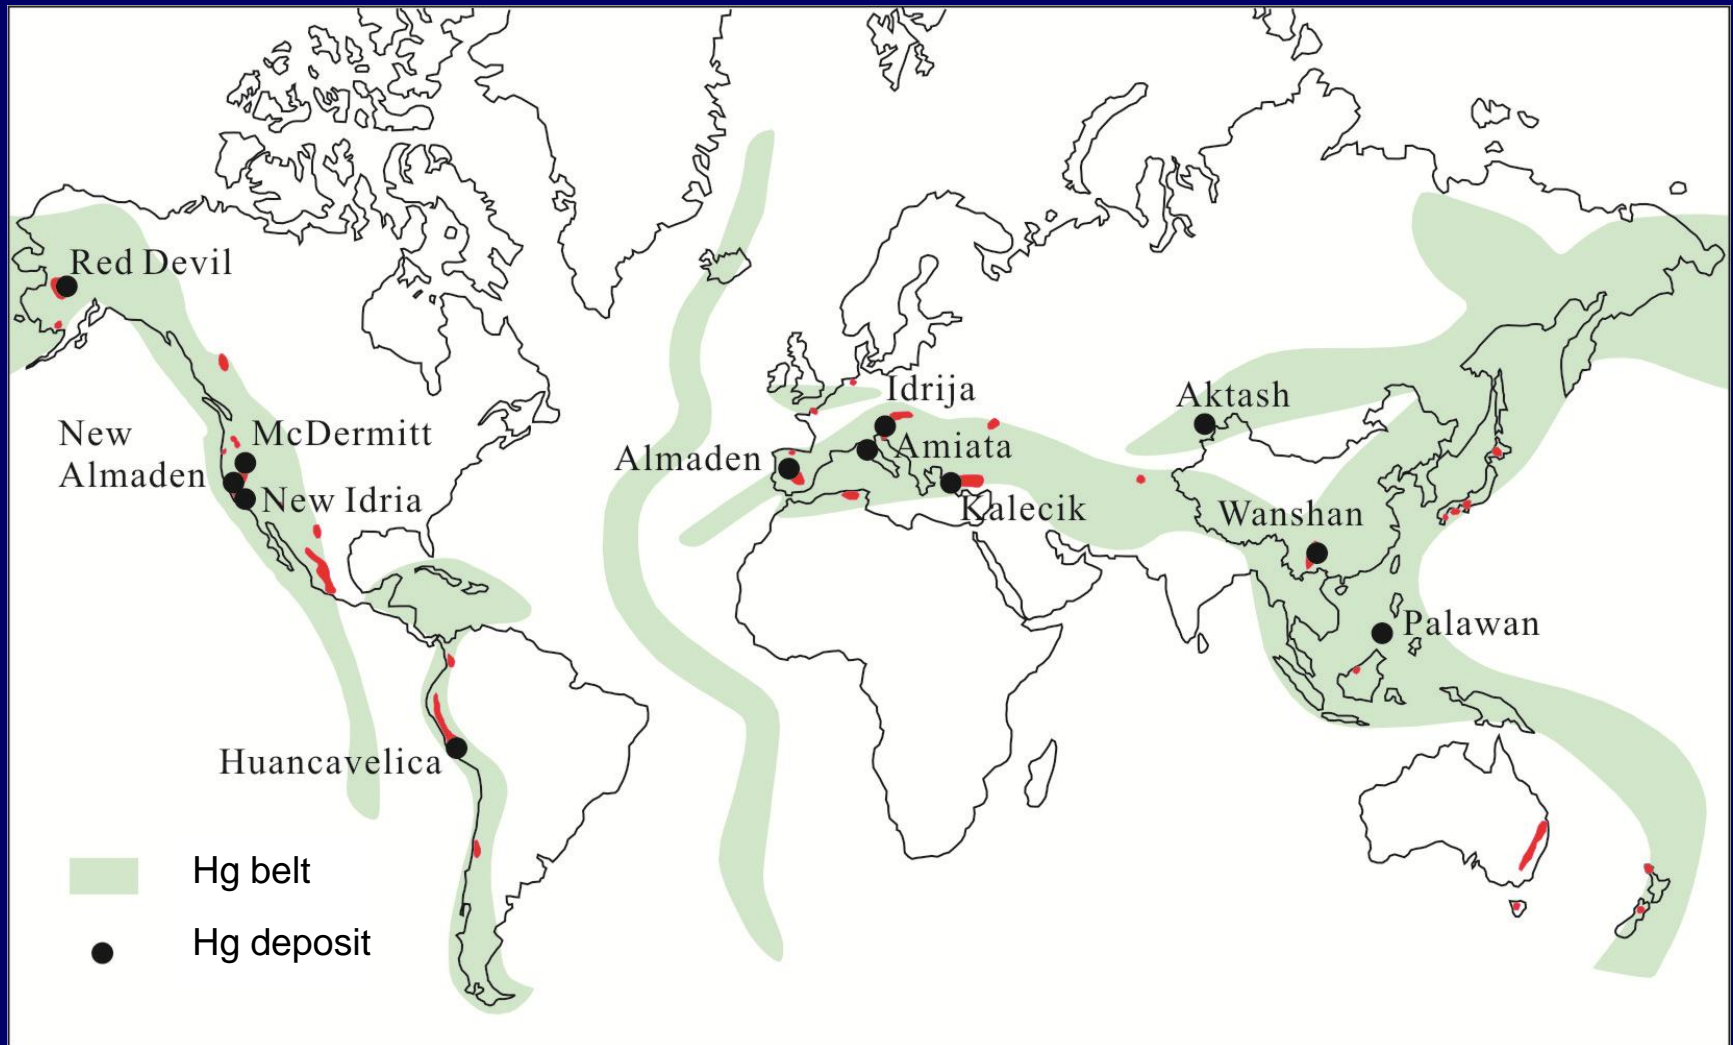 Red Devil
New
Almaden
McDermitt
New Idria
Huancavelica
Almaden
Idrija
Amiata
Kalecik
Aktash
Wanshan
Palawan
Hg belt
Hg deposit